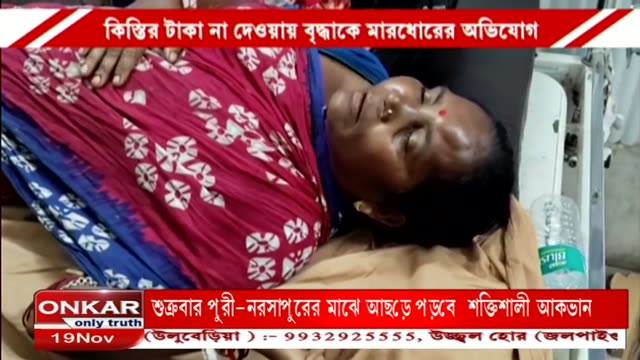 কিস্তির টাকা না দেওয়ায় বৃদ্ধাকে মারধোরের অভিযোগ
ONKAR
only truth
শুক্রবার পুরী-নরসাপুরের মাঝে আছড়ে পড়বে শক্তিশালী আকভান
19Nov
(উলুবেড়িয়া) :- 9932925555, উজ্জ্বল হোর (জলপাইগ